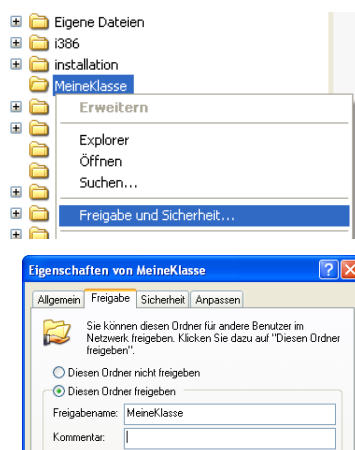 Eigene Dateien
i386
installation
MeineKlasse
Erweitern
Explorer
Öffnen
Suchen...
Freigabe und Sicherheit...
Eigenschaften von MeineKlasse
Allgemein Freigabe Sicherheit Anpassen
Sie können diesen Ordner für andere Benutzer im
Netzwerk freigeben. Klicken Sie dazu auf "Diesen Ordner
freigeben".
Diesen Ordner nicht freigeben
Diesen Ordner freigeben
Freigabename: MeineKlasse
Kommentar: